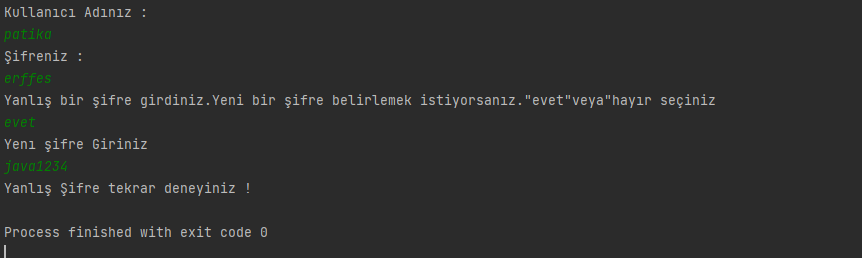 Kullanıcı Adınız :
patika
Şifreniz :
erffes
Yanlış bir şifre girdiniz.Yeni bir şifre belirlemek istiyorsanız."evet"veya"hayır seçiniz
evet
Yenı şifre Giriniz
java1234
Yanlış Şifre tekrar deneyiniz !
Process finished with exit code 0